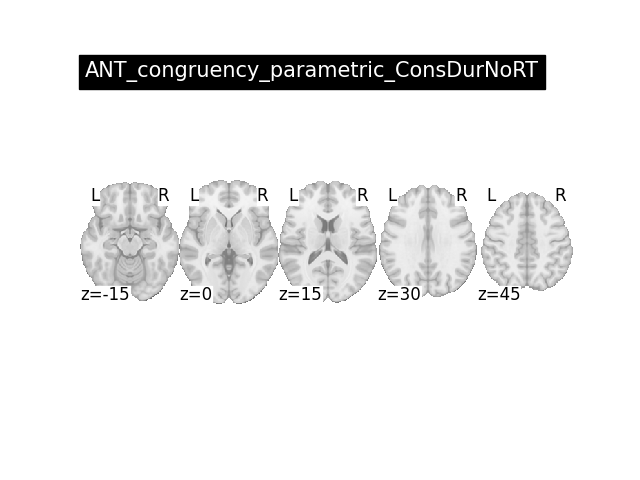 ANT_congruency_parametric_ConsDurNoRT
L R L R L R L R L R
z=-15 z=0 z=15 z=30 z=45